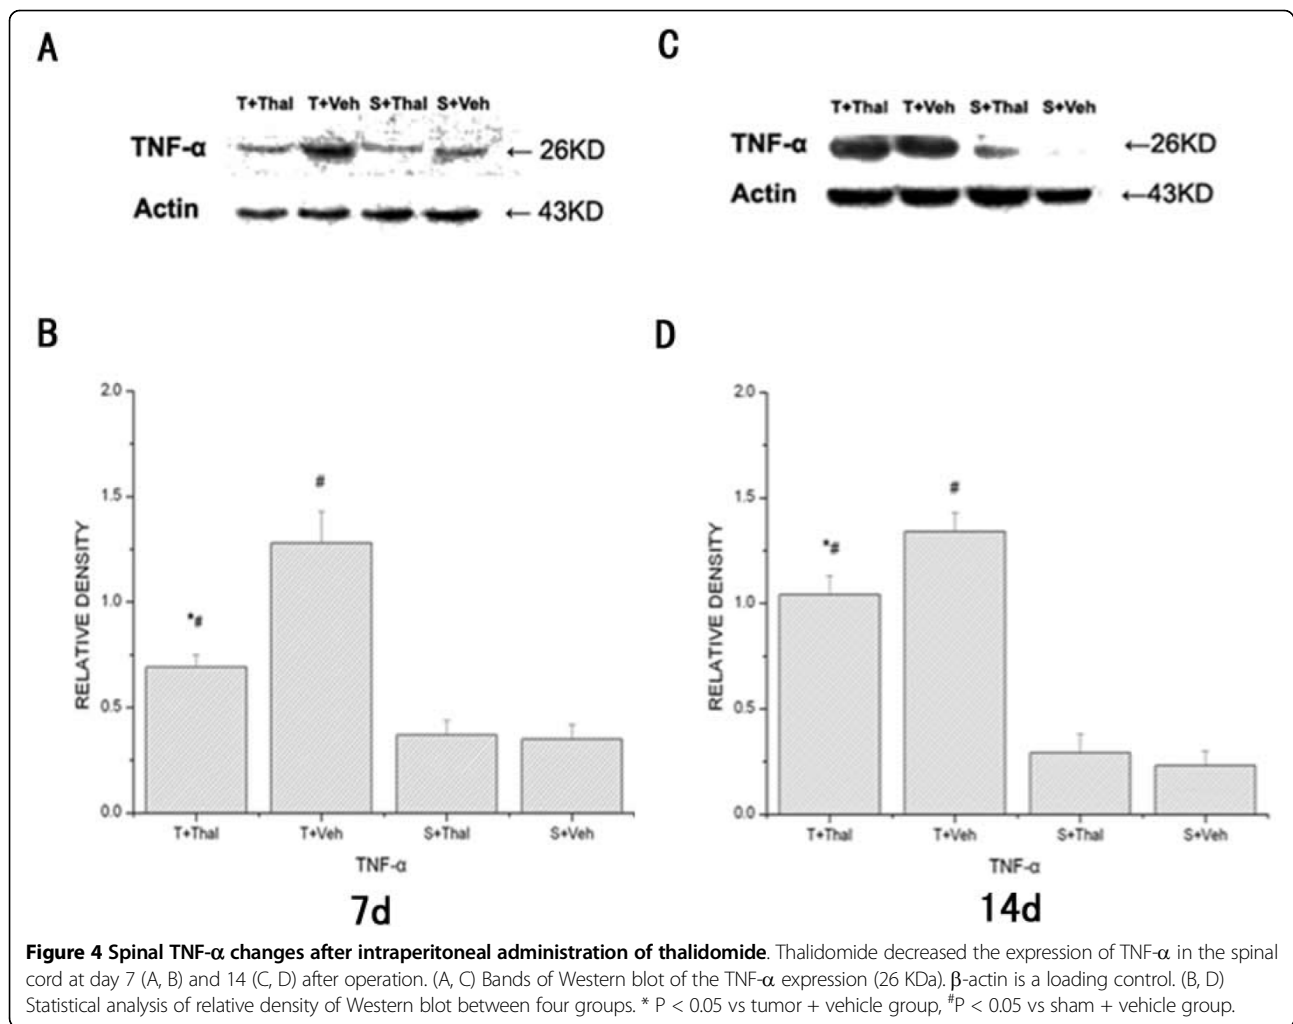 A
T+Thal T+Veh S+Thal S+Veh
TNF-α ← 26KD
Actin ← 43KD
C
T+Thal T+Veh S+Thal S+Veh
TNF-α ←26KD
Actin ←43KD
B
2.0
1.5
1.0
0.5
0.0
RELATIVE DENSITY
*#
#
T+Thal T+Veh S+Thal S+Veh
TNF-α
7d
D
2.0
1.5
1.0
0.5
0.0
RELATIVE DENSITY
*#
#
T+Thal T+Veh S+Thal S+Veh
TNF-α
14d
Figure 4 Spinal TNF-α changes after intraperitoneal administration of thalidomide. Thalidomide decreased the expression of TNF-α in the spinal
cord at day 7 (A, B) and 14 (C, D) after operation. (A, C) Bands of Western blot of the TNF-α expression (26 KDa). β-actin is a loading control. (B, D)
Statistical analysis of relative density of Western blot between four groups. * P < 0.05 vs tumor + vehicle group, #P < 0.05 vs sham + vehicle group.